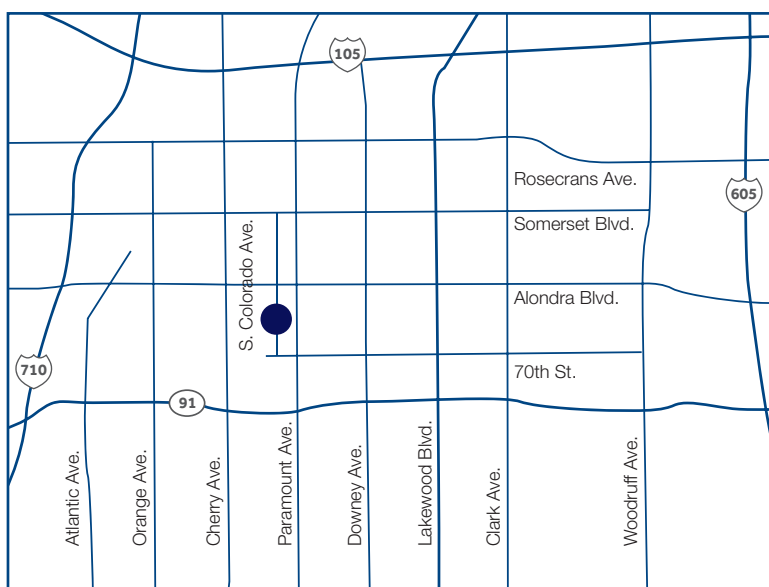 105
Rosecrans Ave.
605
Somerset Blvd.
S. Colorado Ave.
Alondra Blvd.
710
70th St.
91
Atlantic Ave.
Orange Ave.
Cherry Ave.
Paramount Ave.
Downey Ave.
Lakewood Blvd.
Clark Ave.
Woodruff Ave.